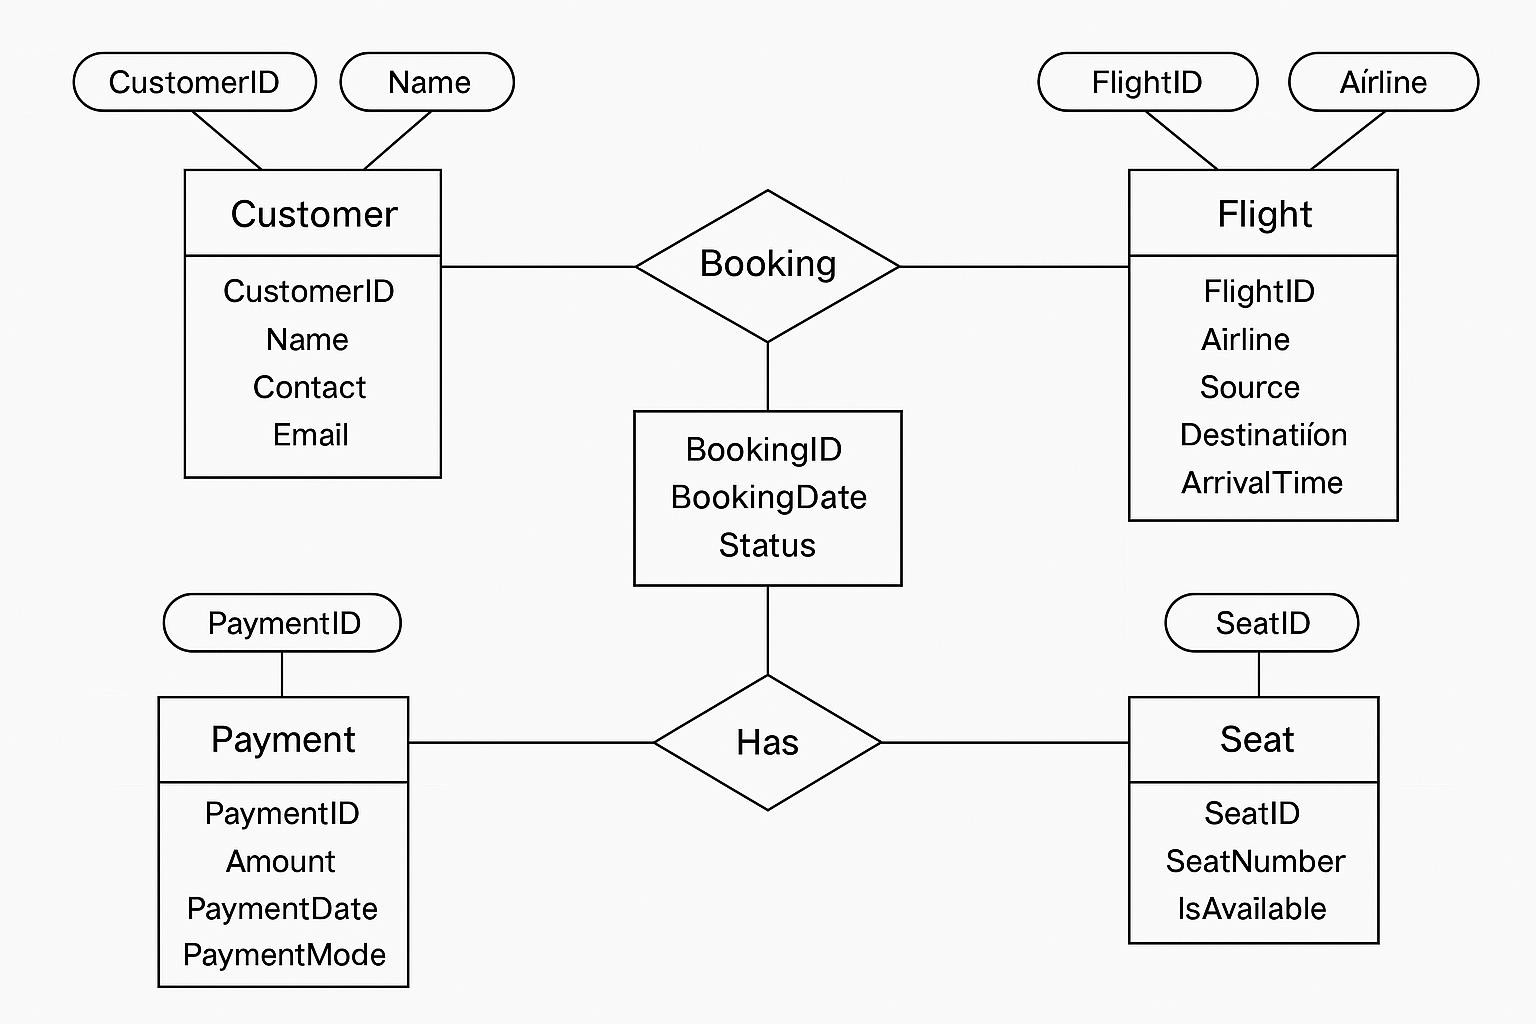 CustomerID
Name
FlightID
Aírline
Customer
CustomerID
Name
Contact
Email
Booking
Flight
FlightID
Airline
Source
Destinatiíon
ArrivalTime
BookingID
BookingDate
Status
PaymentID
SeatID
Payment
PaymentID
Amount
PaymentDate
PaymentMode
Has
Seat
SeatID
SeatNumber
IsAvailable